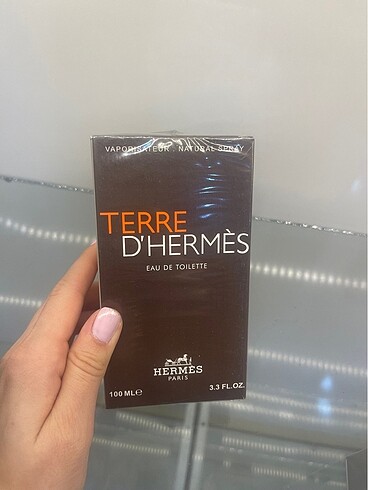 VAPORISATEUR . NATURAL SPRAY
TERRE
D'HERMÈS
EAU DE TOILETTE
HERMÈS
PARIS
100 ML℮ 3.3 FL.OZ.